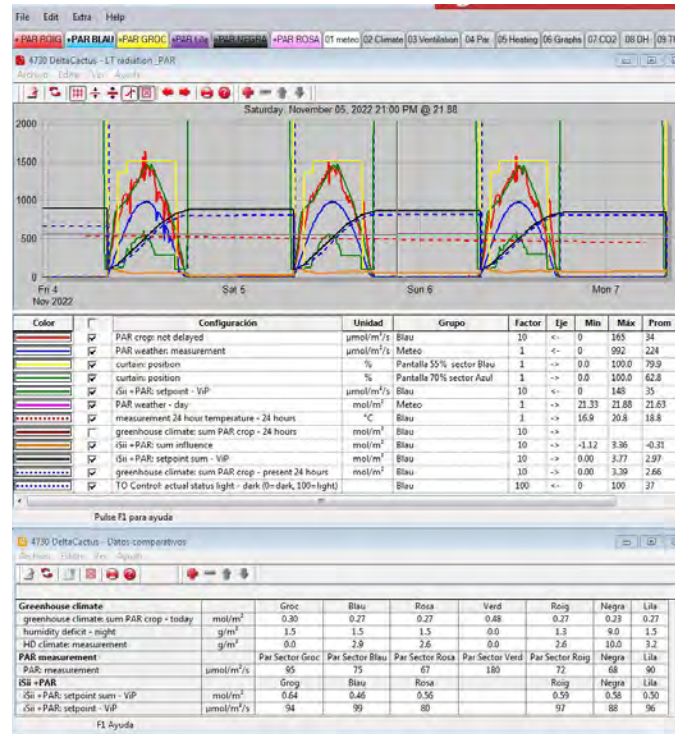 File Edit Extra Help
+PAR ROIG +PAR BLAU +PAR GROC +PAR Lila +PAR NEGRA +PAR ROSA 01 meteo 02 Climate 03 Ventilation 04 Par 05 Heating 06 Graphs 07 CO2 08 DH
4730 DeltaCactus - LT radiation _PAR
Archivo Editar Ver Ayuda
Saturday, November 05, 2022 21:00 PM @ 21.88
2000
1500
1000
500
0
Fri 4 Sat 5 Sun 6 Mon 7
Nov 2022
Color Configuración Unidad Grupo Factor Eje Min Máx Prom
PAR crop: not delayed µmol/m²/s Blau 10 <- 0 165 34
PAR weather: measurement µmol/m²/s Meteo 1 <- 0 992 224
curtain: position % Pantalla 55% sector Blau 1 -> 0.0 100.0 79.9
curtain: position % Pantalla 70% sector Azul 1 -> 0.0 100.0 62.8
iSii +PAR: setpoint - ViP µmol/m²/s Blau 10 <- 0 148 35
PAR weather - day mol/m² Meteo 1 -> 21.33 21.88 21.63
measurement 24 hour temperature - 24 hours °C Blau 1 -> 16.9 20.8 18.8
greenhouse climate: sum PAR crop - 24 hours mol/m² Blau 10 ->
iSii +PAR: sum influence mol/m² Blau 10 -> -1.12 3.36 -0.31
iSii +PAR: setpoint sum - ViP mol/m² Blau 10 -> 0.00 3.77 2.97
greenhouse climate: sum PAR crop - present 24 hours mol/m² Blau 10 -> 0.00 3.39 2.66
TO Control: actual status light - dark (0=dark, 100=light) Blau 100 <- 0 100 37
Pulse F1 para ayuda
4730 DeltaCactus - Datos comparativos
Archivo Editar Ver Ayuda
Greenhouse climate Groc Blau Rosa Verd Roig Negra Lila
greenhouse climate: sum PAR crop - today mol/m² 0.30 0.27 0.27 0.48 0.27 0.23 0.27
humidity deficit - night g/m³ 1.5 1.5 1.5 0.0 1.3 9.0 1.5
HD climate: measurement g/m³ 0.0 2.9 2.6 0.0 2.6 10.0 3.2
PAR measurement Par Sector Groc Par Sector Blau Par Sector Rosa Par Sector Verd Par Sector Roig Negra Lila
PAR: measurement µmol/m²/s 95 75 67 180 72 68 90
iSii +PAR Grog Blau Rosa Roig Negra Lila
iSii +PAR: setpoint sum - ViP mol/m² 0.64 0.46 0.56 0.59 0.58 0.50
iSii +PAR: setpoint - ViP µmol/m²/s 94 99 80 97 88 96
F1 Ayuda